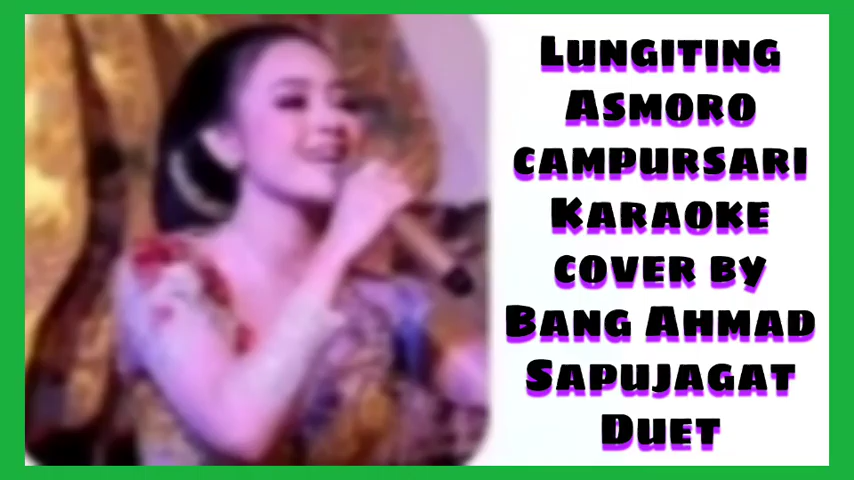 Lungiting
Asmoro
campursari
Karaoke
cover by
Bang Ahmad
Sapujagat
Duet